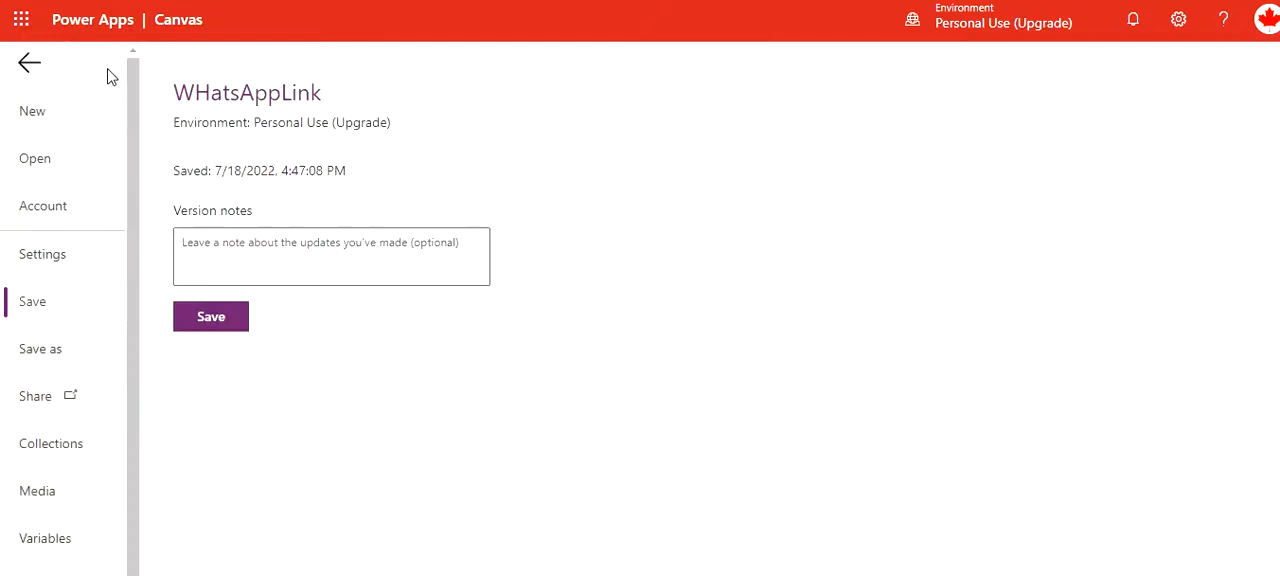 Power Apps | Canvas
Environment
Personal Use (Upgrade)
?
New
Open
Account
Settings
Save
Save as
Share
Collections
Media
Variables
WHatsAppLink
Environment: Personal Use (Upgrade)
Saved: 7/18/2022, 4:47:08 PM
Version notes
Leave a note about the updates you've made (optional)
Save